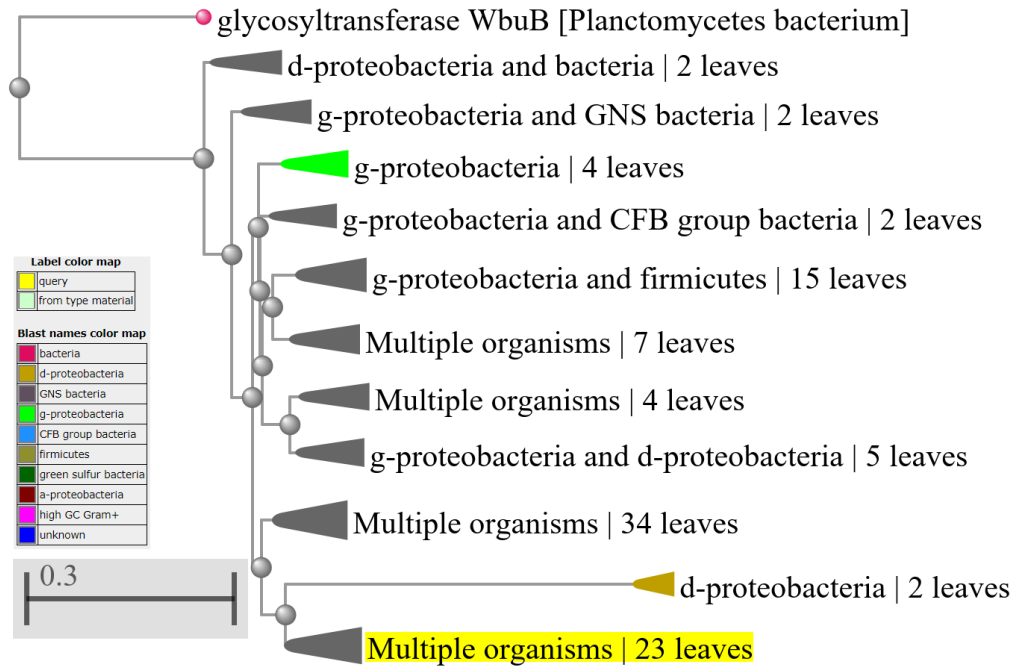 glycosyltransferase WbuB [Planctomycetes bacterium]
d-proteobacteria and bacteria | 2 leaves
g-proteobacteria and GNS bacteria | 2 leaves
g-proteobacteria | 4 leaves
g-proteobacteria and CFB group bacteria | 2 leaves
g-proteobacteria and firmicutes | 15 leaves
Multiple organisms | 7 leaves
Multiple organisms | 4 leaves
g-proteobacteria and d-proteobacteria | 5 leaves
Multiple organisms | 34 leaves
d-proteobacteria | 2 leaves
Multiple organisms | 23 leaves
Label color map
query
from type material
Blast names color map
bacteria
d-proteobacteria
GNS bacteria
g-proteobacteria
CFB group bacteria
firmicutes
green sulfur bacteria
a-proteobacteria
high GC Gram+
unknown
0.3